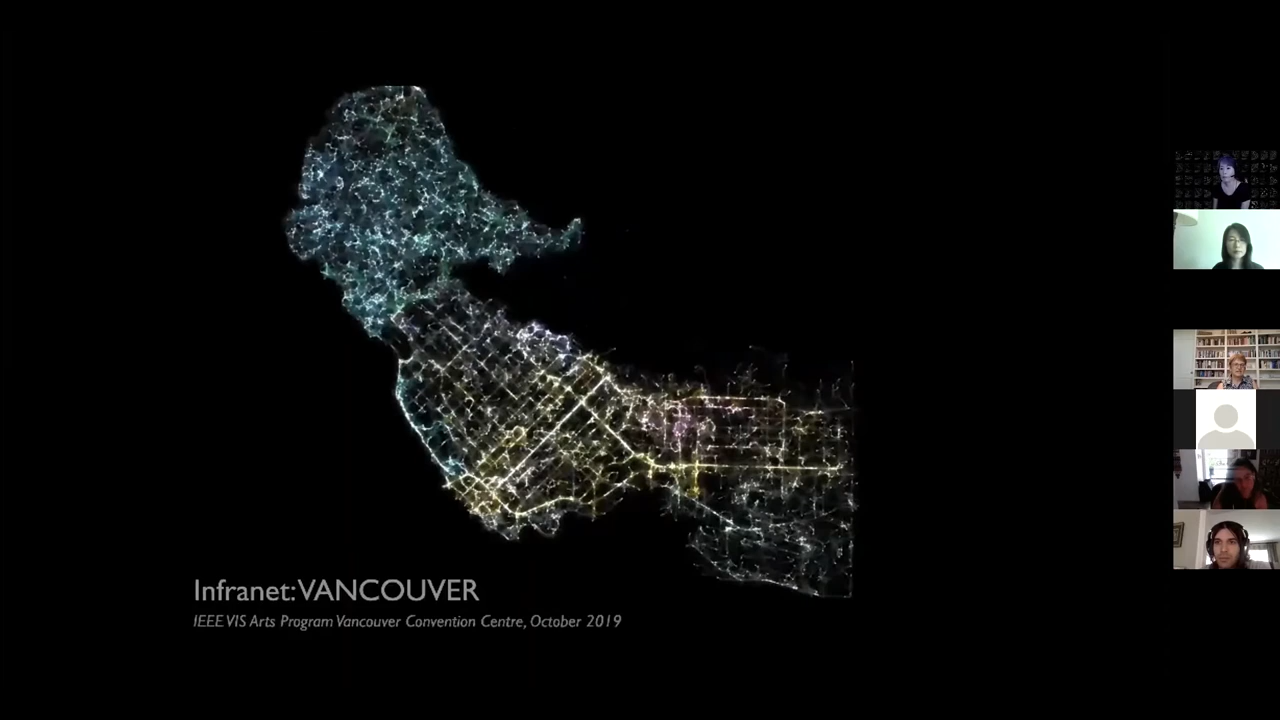 Infranet:VANCOUVER
IEEE VIS Arts Program Vancouver Convention Centre, October 2019